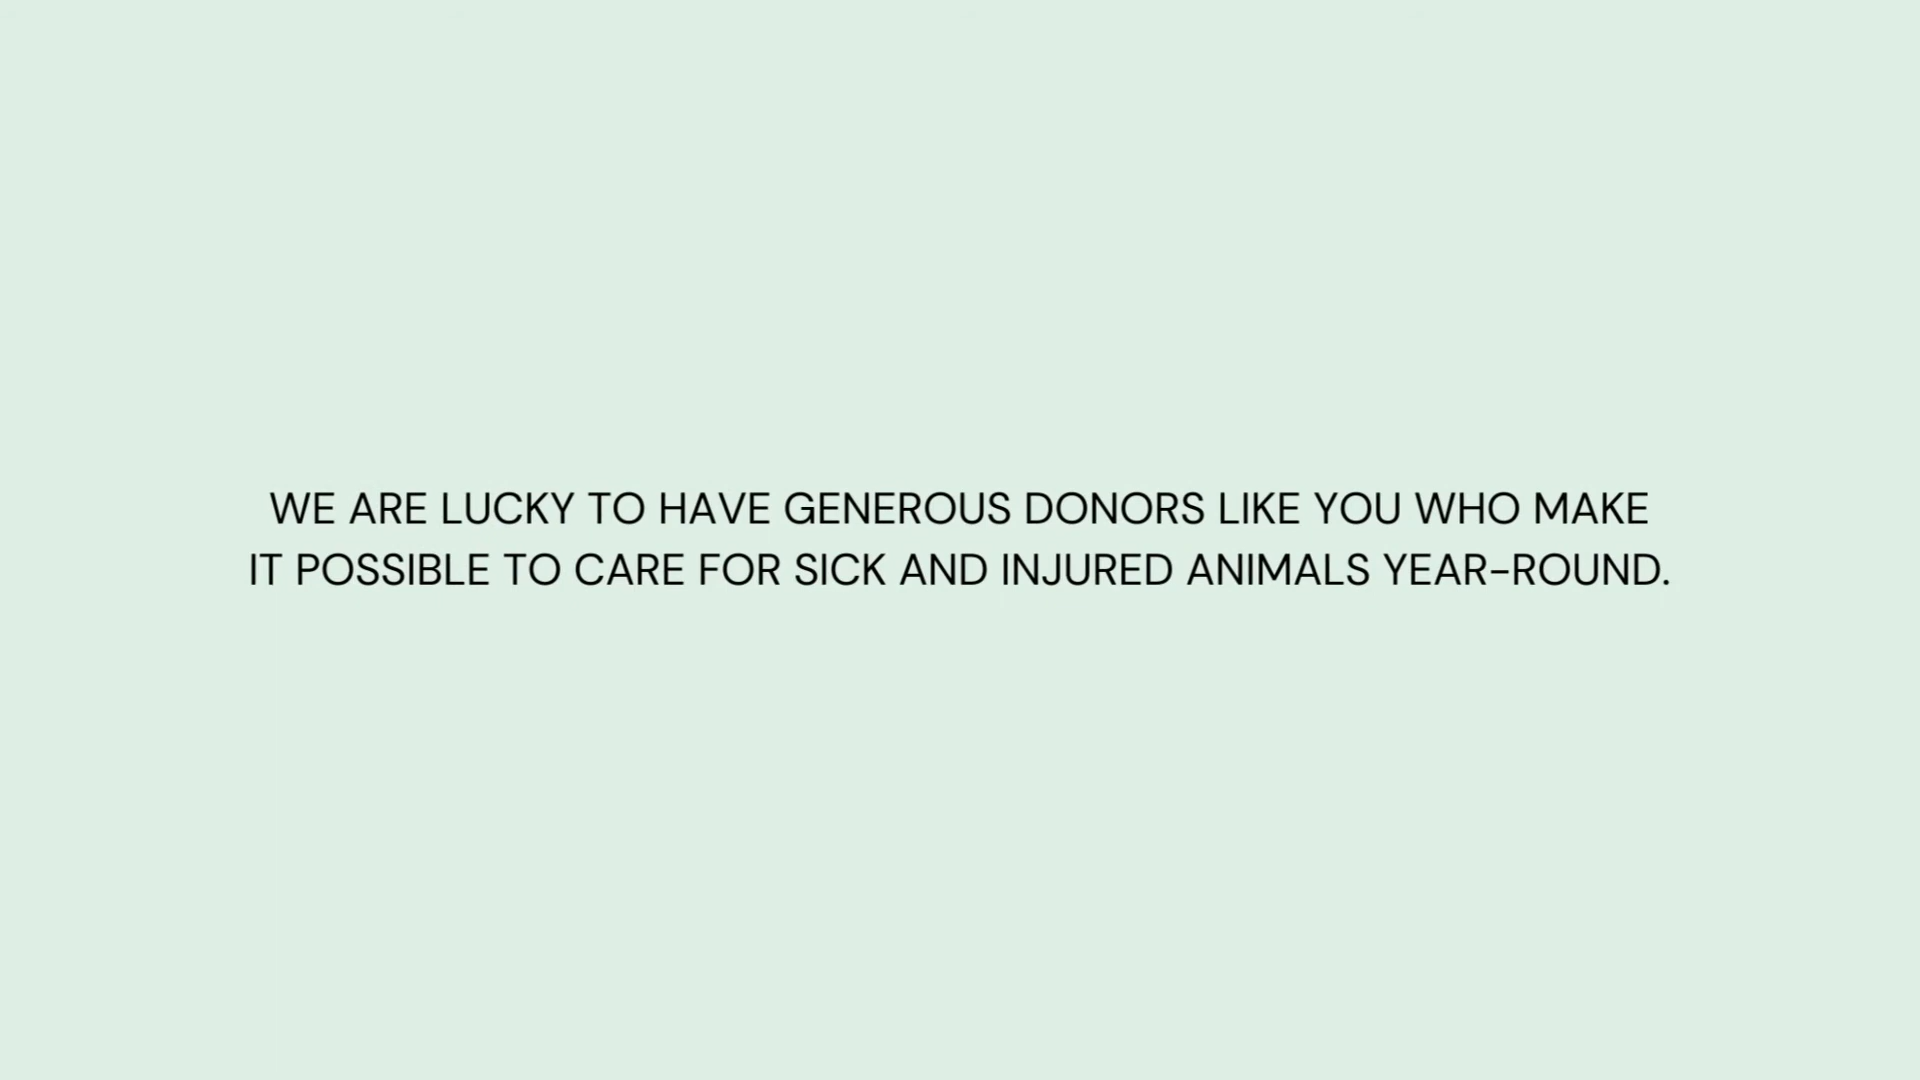 WE ARE LUCKY TO HAVE GENEROUS DONORS LIKE YOU WHO MAKE
IT POSSIBLE TO CARE FOR SICK AND INJURED ANIMALS YEAR-ROUND.